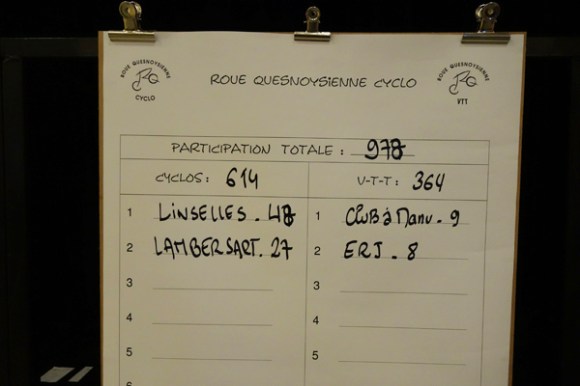 ROUE QUESNOYSIENNE
CYCLO
ROUE QUESNOYSIENNE CYCLO
ROUE QUESNOYSIENNE
VTT
PARTICIPATION TOTALE : 978
CYCLOS : 614
V-T-T : 364
1 LINSELLES . 48
1 CluB à Manu . 9
2 LAMBERSART . 27
2 ERJ . 8
3
3
4
4
5
5